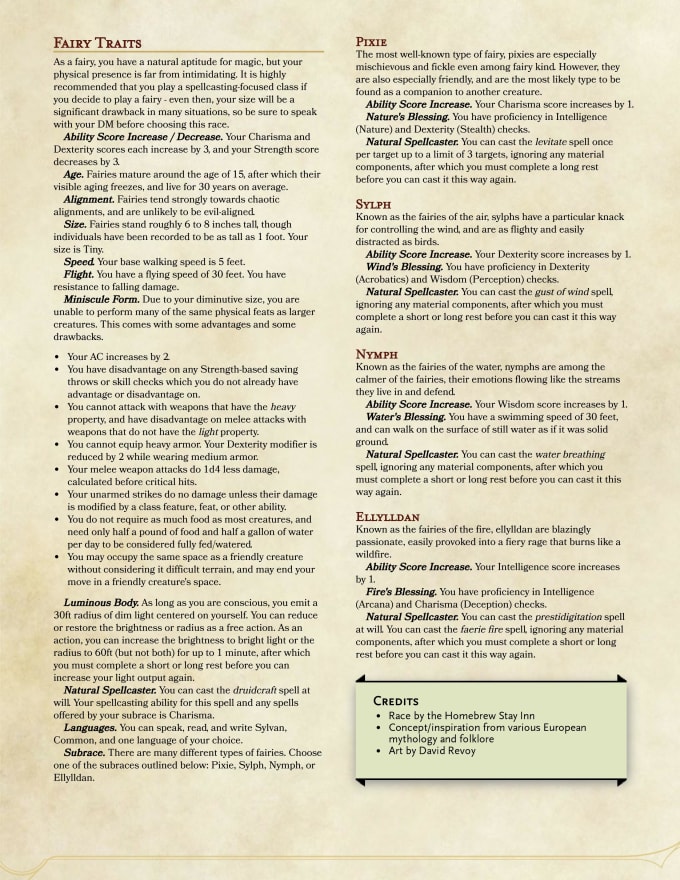 Fairy Traits
As a fairy, you have a natural aptitude for magic, but your
physical presence is far from intimidating. It is highly
recommended that you play a spellcasting-focused class if
you decide to play a fairy - even then, your size will be a
significant drawback in many situations, so be sure to speak
with your DM before choosing this race.
Ability Score Increase / Decrease. Your Charisma and
Dexterity scores each increase by 3, and your Strength score
decreases by 3.
Age. Fairies mature around the age of 15, after which their
visible aging freezes, and live for 30 years on average.
Alignment. Fairies tend strongly towards chaotic
alignments, and are unlikely to be evil-aligned.
Size. Fairies stand roughly 6 to 8 inches tall, though
individuals have been recorded to be as tall as 1 foot. Your
size is Tiny.
Speed. Your base walking speed is 5 feet.
Flight. You have a flying speed of 30 feet. You have
resistance to falling damage.
Miniscule Form. Due to your diminutive size, you are
unable to perform many of the same physical feats as larger
creatures. This comes with some advantages and some
drawbacks.
• Your AC increases by 2.
• You have disadvantage on any Strength-based saving
throws or skill checks which you do not already have
advantage or disadvantage on.
• You cannot attack with weapons that have the heavy
property, and have disadvantage on melee attacks with
weapons that do not have the light property.
• You cannot equip heavy armor. Your Dexterity modifier is
reduced by 2 while wearing medium armor.
• Your melee weapon attacks do 1d4 less damage,
calculated before critical hits.
• Your unarmed strikes do no damage unless their damage
is modified by a class feature, feat, or other ability.
• You do not require as much food as most creatures, and
need only half a pound of food and half a gallon of water
per day to be considered fully fed/watered.
• You may occupy the same space as a friendly creature
without considering it difficult terrain, and may end your
move in a friendly creature's space.
Luminous Body. As long as you are conscious, you emit a
30ft radius of dim light centered on yourself. You can reduce
or restore the brightness or radius as a free action. As an
action, you can increase the brightness to bright light or the
radius to 60ft (but not both) for up to 1 minute, after which
you must complete a short or long rest before you can
increase your light output again.
Natural Spellcaster. You can cast the druidcraft spell at
will. Your spellcasting ability for this spell and any spells
offered by your subrace is Charisma.
Languages. You can speak, read, and write Sylvan,
Common, and one language of your choice.
Subrace. There are many different types of fairies. Choose
one of the subraces outlined below: Pixie, Sylph, Nymph, or
Ellylldan.
Pixie
The most well-known type of fairy, pixies are especially
mischievous and fickle even among fairy kind. However, they
are also especially friendly, and are the most likely type to be
found as a companion to another creature.
Ability Score Increase. Your Charisma score increases by 1.
Nature's Blessing. You have proficiency in Intelligence
(Nature) and Dexterity (Stealth) checks.
Natural Spellcaster. You can cast the levitate spell once
per target up to a limit of 3 targets, ignoring any material
components, after which you must complete a long rest
before you can cast it this way again.
Sylph
Known as the fairies of the air, sylphs have a particular knack
for controlling the wind, and are as flighty and easily
distracted as birds.
Ability Score Increase. Your Dexterity score increases by 1.
Wind's Blessing. You have proficiency in Dexterity
(Acrobatics) and Wisdom (Perception) checks.
Natural Spellcaster. You can cast the gust of wind spell,
ignoring any material components, after which you must
complete a short or long rest before you can cast it this way
again.
Nymph
Known as the fairies of the water, nymphs are among the
calmer of the fairies, their emotions flowing like the streams
they live in and defend.
Ability Score Increase. Your Wisdom score increases by 1.
Water's Blessing. You have a swimming speed of 30 feet,
and can walk on the surface of still water as if it was solid
ground.
Natural Spellcaster. You can cast the water breathing
spell, ignoring any material components, after which you
must complete a short or long rest before you can cast it this
way again.
Ellylldan
Known as the fairies of the fire, ellylldan are blazingly
passionate, easily provoked into a fiery rage that burns like a
wildfire.
Ability Score Increase. Your Intelligence score increases
by 1.
Fire's Blessing. You have proficiency in Intelligence
(Arcana) and Charisma (Deception) checks.
Natural Spellcaster. You can cast the prestidigitation spell
at will. You can cast the faerie fire spell, ignoring any material
components, after which you must complete a short or long
rest before you can cast it this way again.
Credits
• Race by the Homebrew Stay Inn
• Concept/inspiration from various European
mythology and folklore
• Art by David Revoy